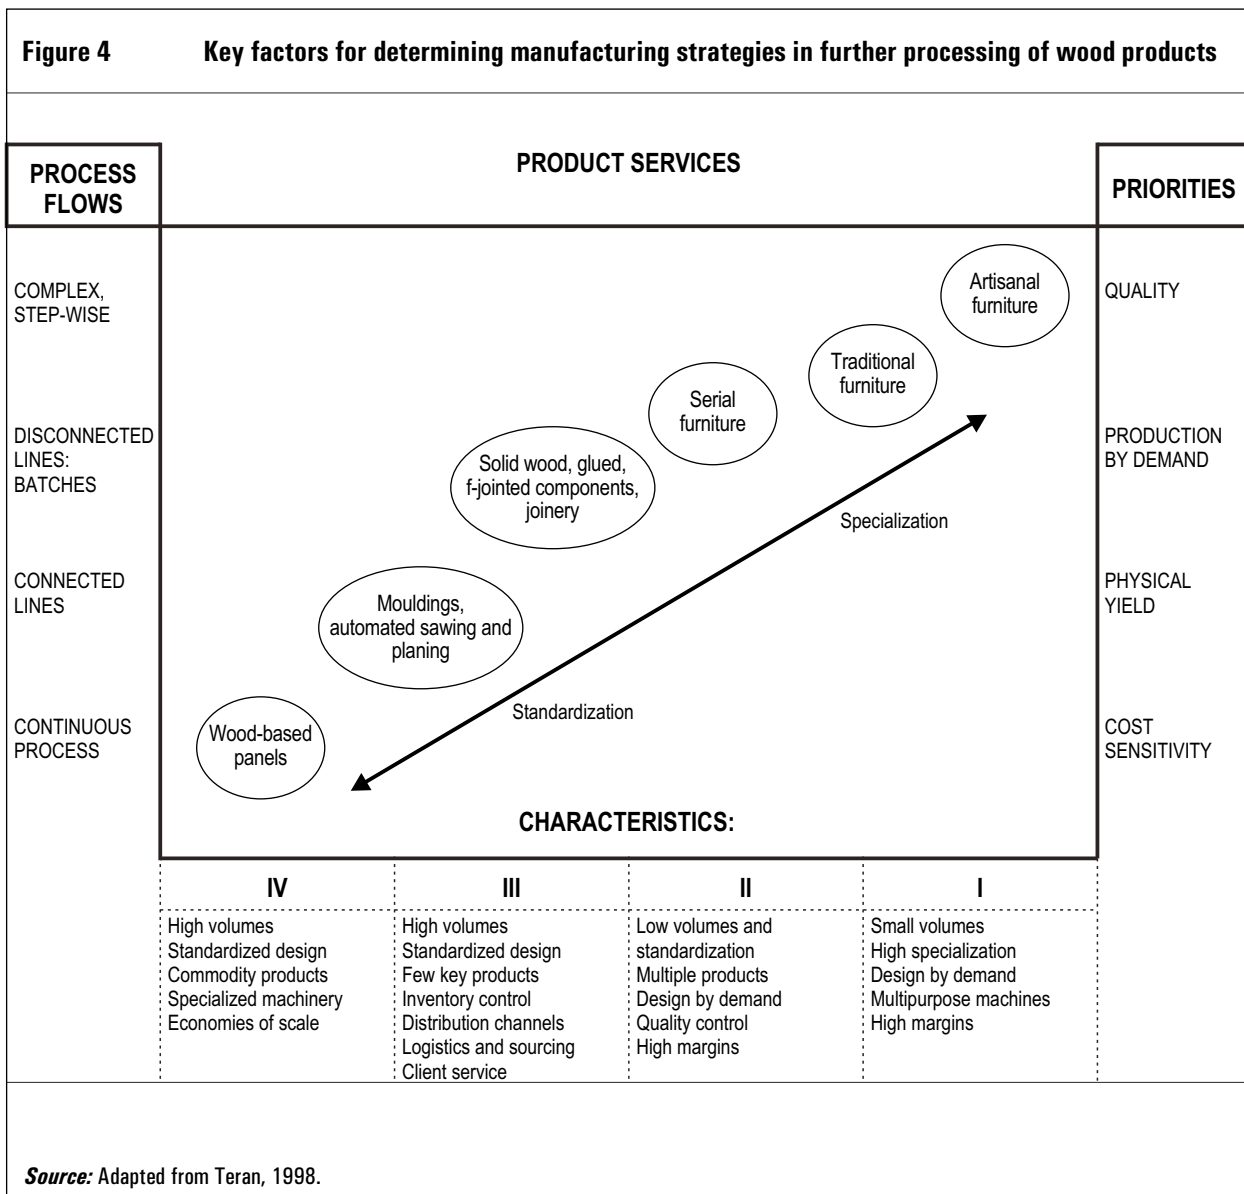 Figure 4 Key factors for determining manufacturing strategies in further processing of wood products
PROCESS
FLOWS
PRODUCT SERVICES
PRIORITIES
COMPLEX,
STEP-WISE
DISCONNECTED
LINES:
BATCHES
CONNECTED
LINES
CONTINUOUS
PROCESS
Artisanal
furniture
Traditional
furniture
Serial
furniture
Solid wood, glued,
f-jointed components,
joinery
Mouldings,
automated sawing and
planing
Wood-based
panels
Specialization
Standardization
QUALITY
PRODUCTION
BY DEMAND
PHYSICAL
YIELD
COST
SENSITIVITY
CHARACTERISTICS:
IV
High volumes
Standardized design
Commodity products
Specialized machinery
Economies of scale
III
High volumes
Standardized design
Few key products
Inventory control
Distribution channels
Logistics and sourcing
Client service
II
Low volumes and
standardization
Multiple products
Design by demand
Quality control
High margins
I
Small volumes
High specialization
Design by demand
Multipurpose machines
High margins
Source: Adapted from Teran, 1998.